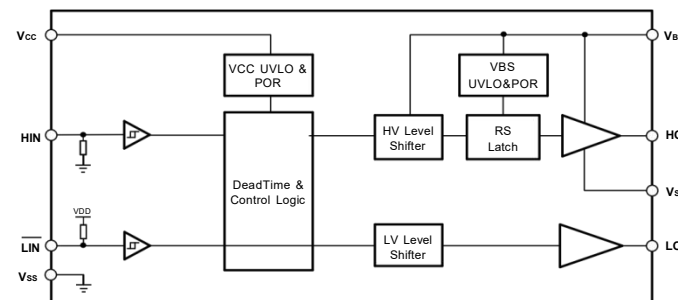 VCC
VB
VCC UVLO &
POR
VBS
UVLO&POR
HIN
HV Level
Shifter
RS
Latch
DeadTime &
Control Logic
VDD
LIN
LV Level
Shifter
VSS